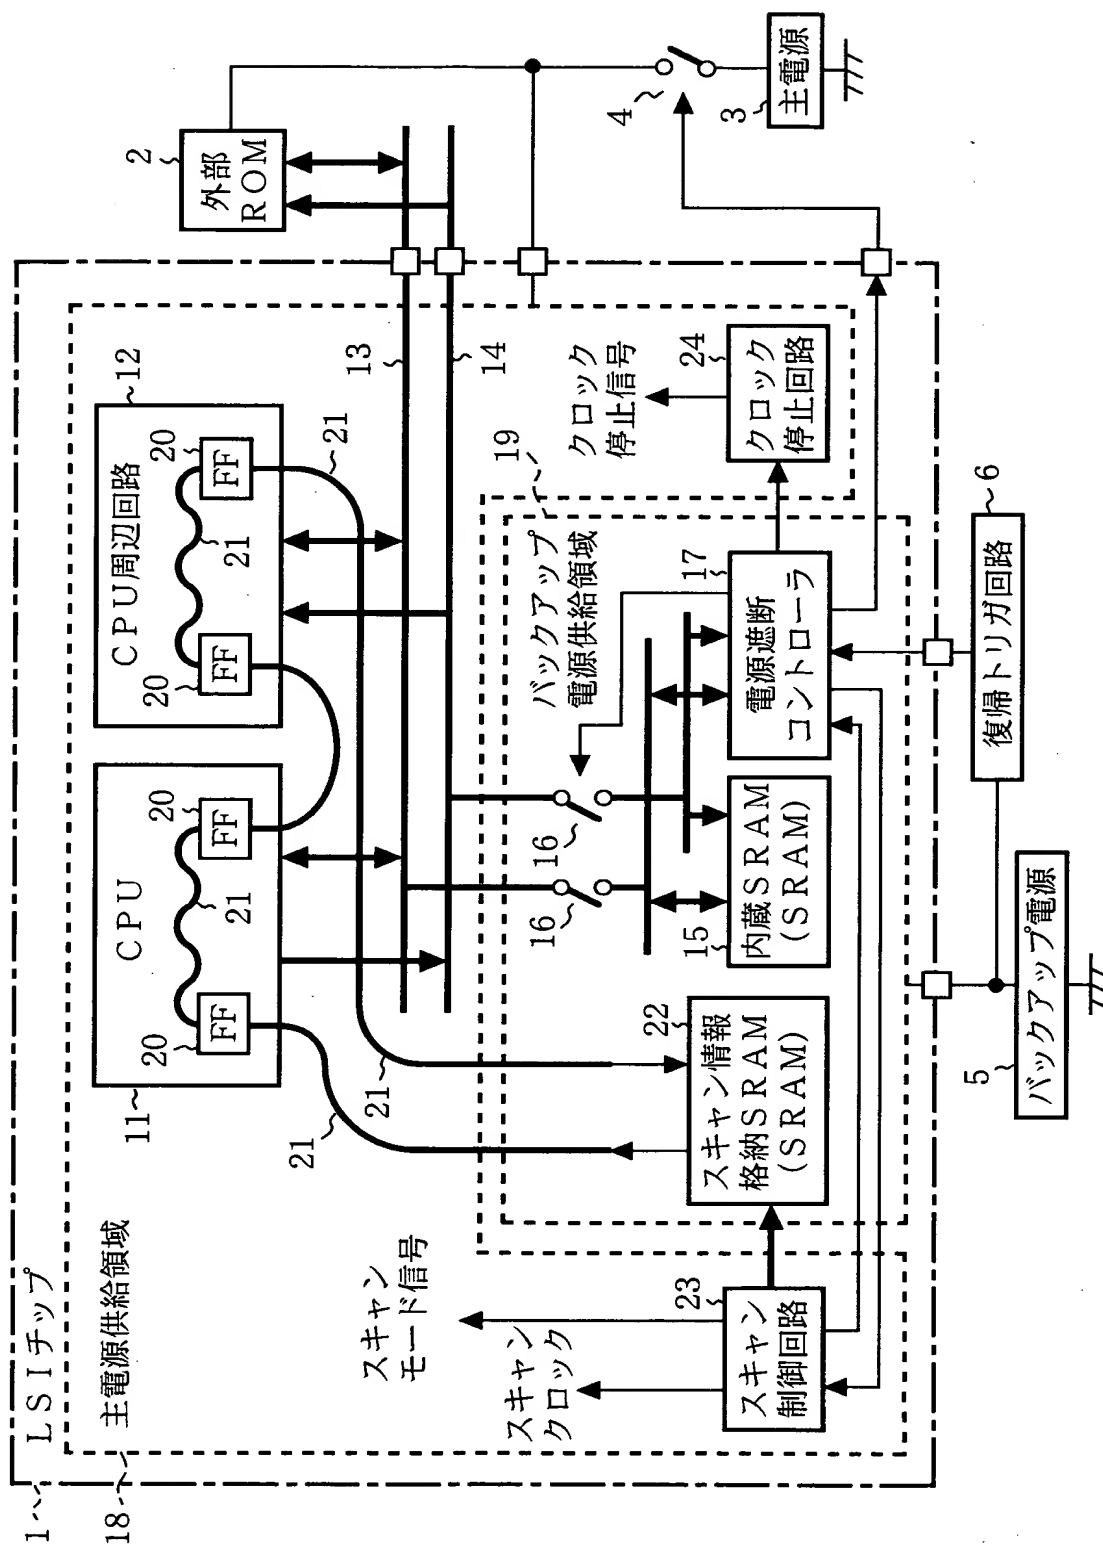 1
LSIチップ
18
主電源供給領域
11
CPU
20
FF
21
20
FF
CPU周辺回路
12
20
FF
21
20
FF
21
21
21
13
14
2
外部
ROM
4
3
主電源
スキャン
モード信号
スキャン
クロック
23
スキャン
制御回路
22
スキャン情報
格納SRAM
(SRAM)
16
16
15
内蔵SRAM
(SRAM)
バックアップ
電源供給領域
19
17
電源遮断
コントローラ
クロック
停止信号
24
クロック
停止回路
5
バックアップ電源
復帰トリガ回路
6